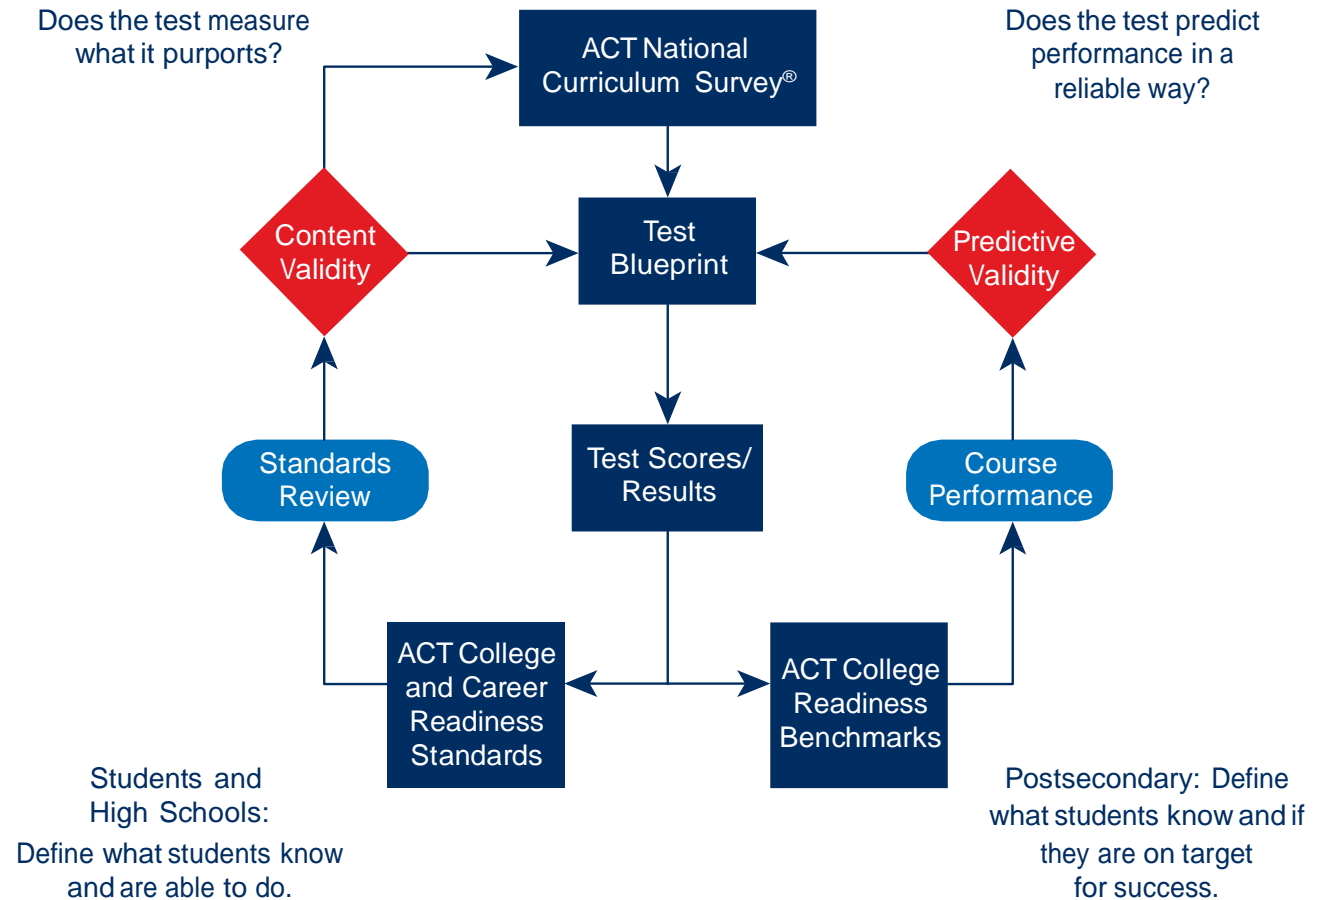 Does the test measure
what it purports?
ACT National
Curriculum Survey®
Does the test predict
performance in a
reliable way?
Content
Validity
Test
Blueprint
Predictive
Validity
Standards
Review
Test Scores/
Results
Course
Performance
ACT College
and Career
Readiness
Standards
ACT College
Readiness
Benchmarks
Students and
High Schools:
Define what students know
and are able to do.
Postsecondary: Define
what students know and if
they are on target
for success.